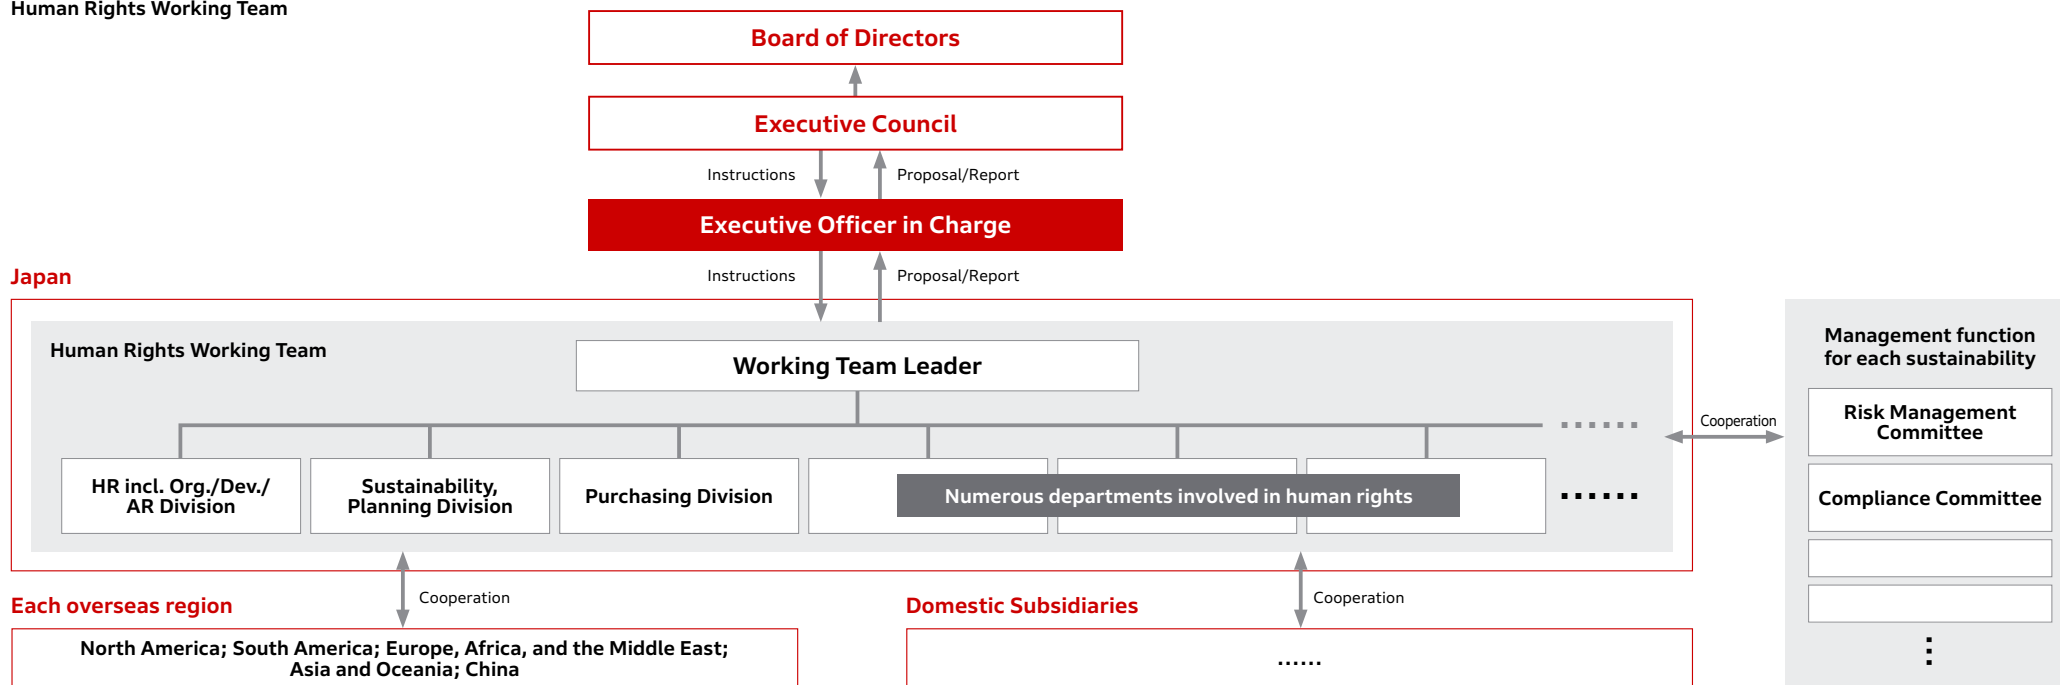 Human Rights Working Team
Board of Directors
Executive Council
Instructions
Proposal/Report
Executive Officer in Charge
Instructions
Proposal/Report
Japan
Human Rights Working Team
Working Team Leader
......
HR incl. Org./Dev./
AR Division
Sustainability,
Planning Division
Purchasing Division
Numerous departments involved in human rights
......
Cooperation
Management function
for each sustainability
Risk Management
Committee
Compliance Committee
⋮
Cooperation
Cooperation
Each overseas region
North America; South America; Europe, Africa, and the Middle East;
Asia and Oceania; China
Domestic Subsidiaries
......